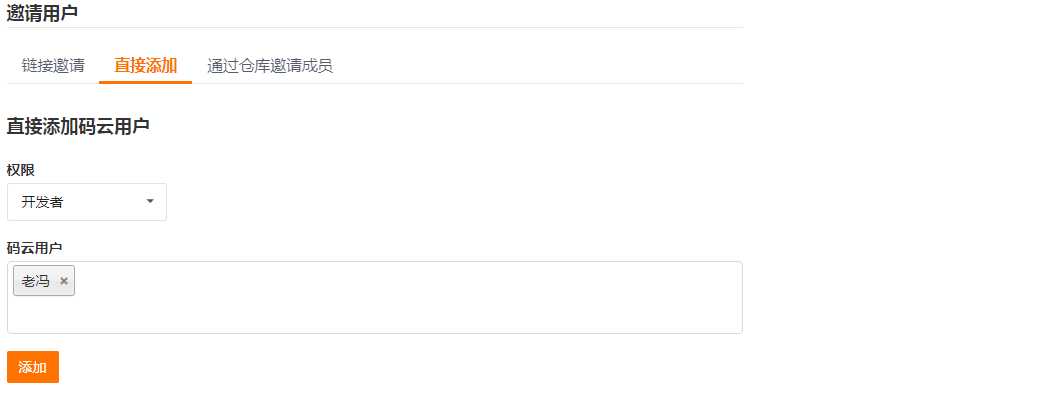 邀请用户
链接邀请 直接添加 通过仓库邀请成员
直接添加码云用户
权限
开发者
码云用户
老冯 ×
添加